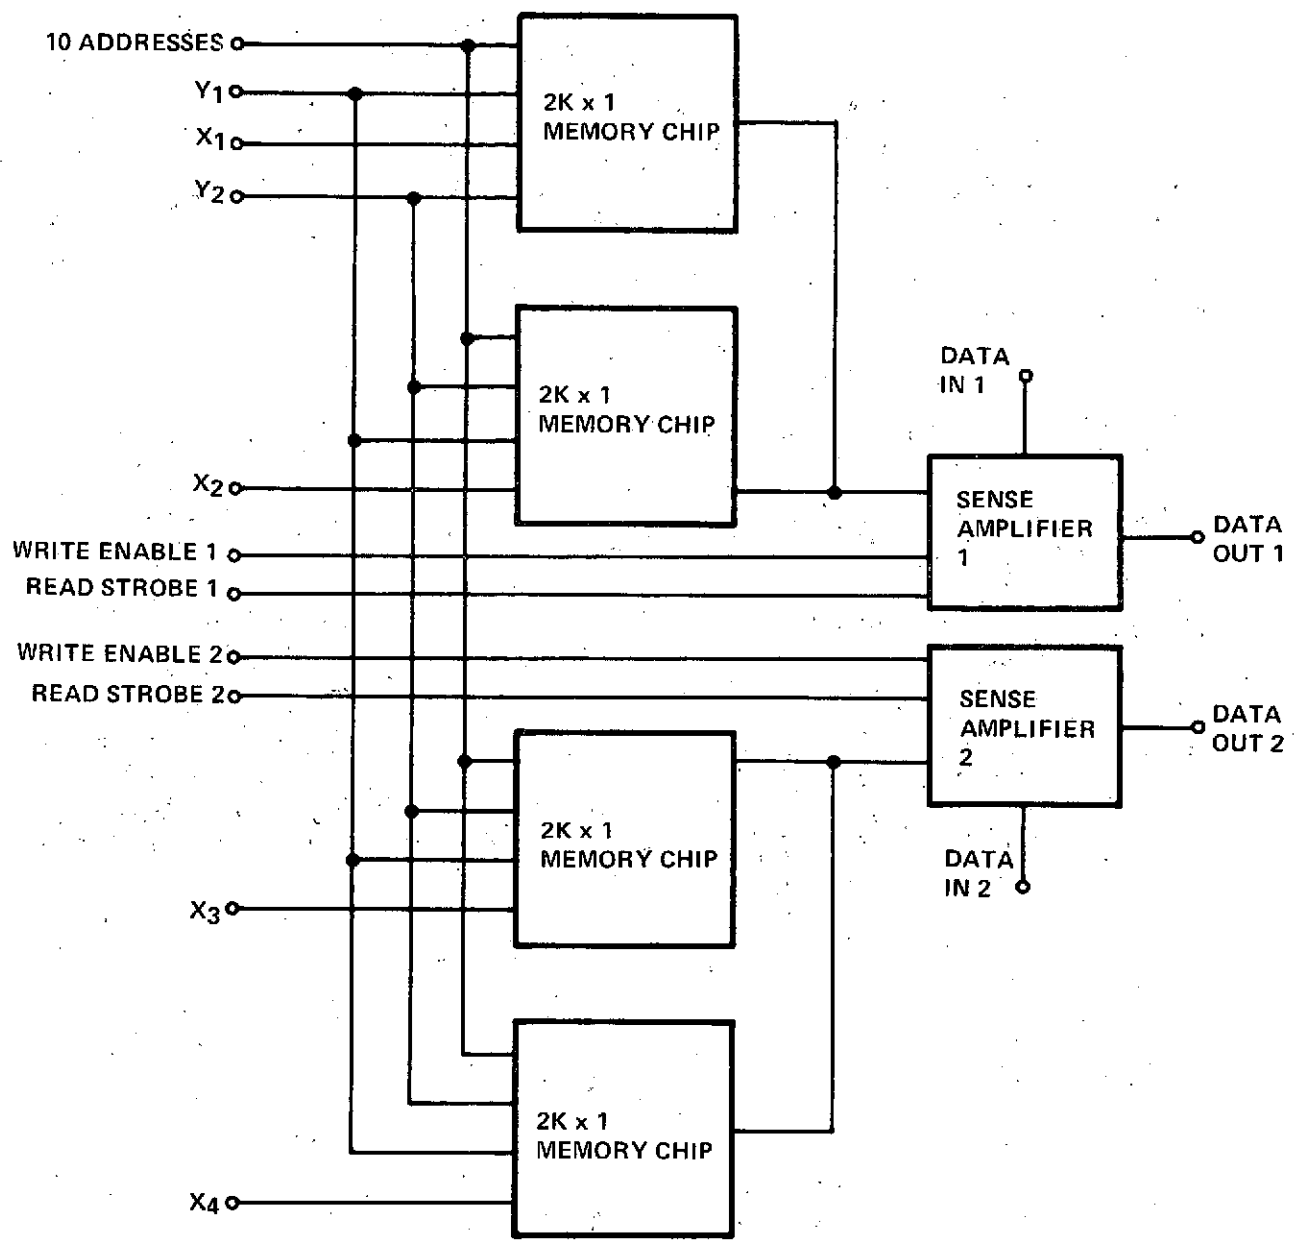 10 ADDRESSES
Y1
X1
Y2
2K x 1
MEMORY CHIP
2K x 1
MEMORY CHIP
X2
DATA
IN 1
WRITE ENABLE 1
READ STROBE 1
SENSE
AMPLIFIER
1
DATA
OUT 1
WRITE ENABLE 2
READ STROBE 2
SENSE
AMPLIFIER
2
DATA
OUT 2
2K x 1
MEMORY CHIP
DATA
IN 2
X3
2K x 1
MEMORY CHIP
X4